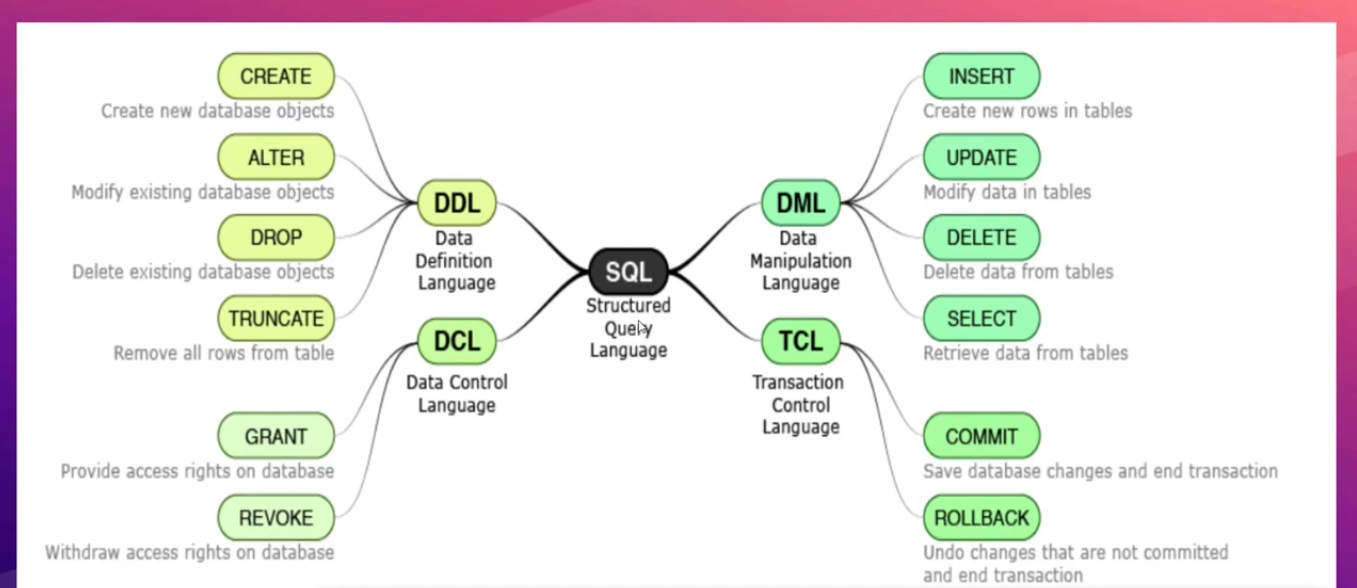 CREATE
Create new database objects
ALTER
Modify existing database objects
DROP
Delete existing database objects
TRUNCATE
Remove all rows from table
DDL
Data
Definition
Language
DCL
Data Control
Language
GRANT
Provide access rights on database
REVOKE
Withdraw access rights on database
SQL
Structured
Query
Language
DML
Data
Manipulation
Language
TCL
Transaction
Control
Language
INSERT
Create new rows in tables
UPDATE
Modify data in tables
DELETE
Delete data from tables
SELECT
Retrieve data from tables
COMMIT
Save database changes and end transaction
ROLLBACK
Undo changes that are not committed
and end transaction